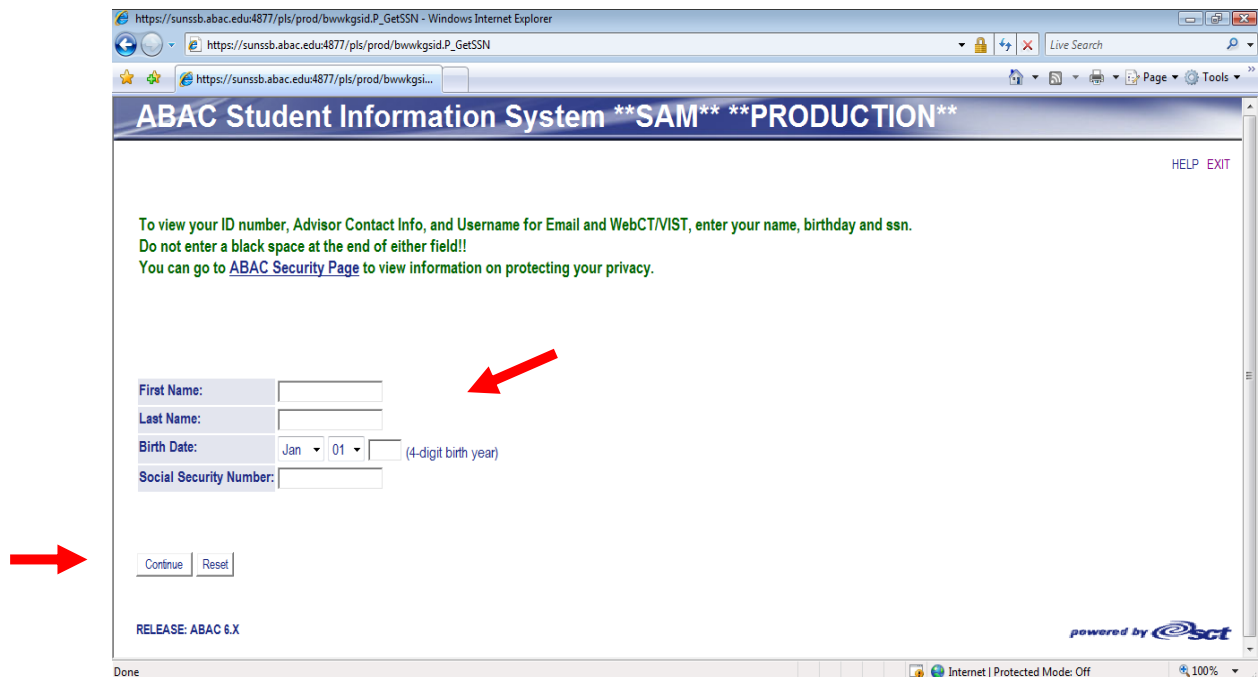 https://sunssb.abac.edu:4877/pls/prod/bwwkgsid.P_GetSSN - Windows Internet Explorer
https://sunssb.abac.edu:4877/pls/prod/bwwkgsid.P_GetSSN Live Search
https://sunssb.abac.edu:4877/pls/prod/bwwkgsi... Page Tools
ABAC Student Information System **SAM** **PRODUCTION**
HELP EXIT
To view your ID number, Advisor Contact Info, and Username for Email and WebCT/VIST, enter your name, birthday and ssn.
Do not enter a black space at the end of either field!!
You can go to ABAC Security Page to view information on protecting your privacy.
First Name:
Last Name:
Birth Date: Jan 01 (4-digit birth year)
Social Security Number:
Continue Reset
RELEASE: ABAC 6.X
powered by sct
Done Internet | Protected Mode: Off 100%